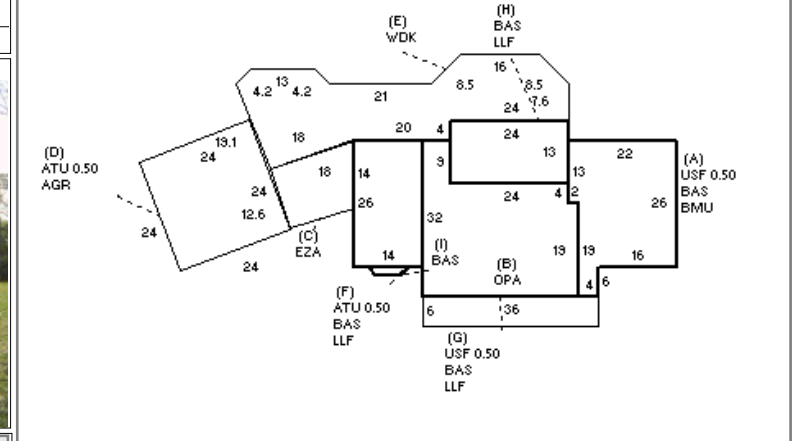 (H)
BAS
LLF
(E)
WDK
16
13
4.2
4.2
8.5
8.5
7.6
21
24
20
4
24
19.1
24
18
9
13
22
(D)
ATU 0.50
AGR
18
14
13
(A)
USF 0.50
BAS
BMU
24
24
4
2
26
26
12.6
32
24
19
19
16
(C)
EZA
14
(I)
BAS
24
(B)
OPA
4
6
(F)
ATU 0.50
BAS
LLF
6
36
(G)
USF 0.50
BAS
LLF